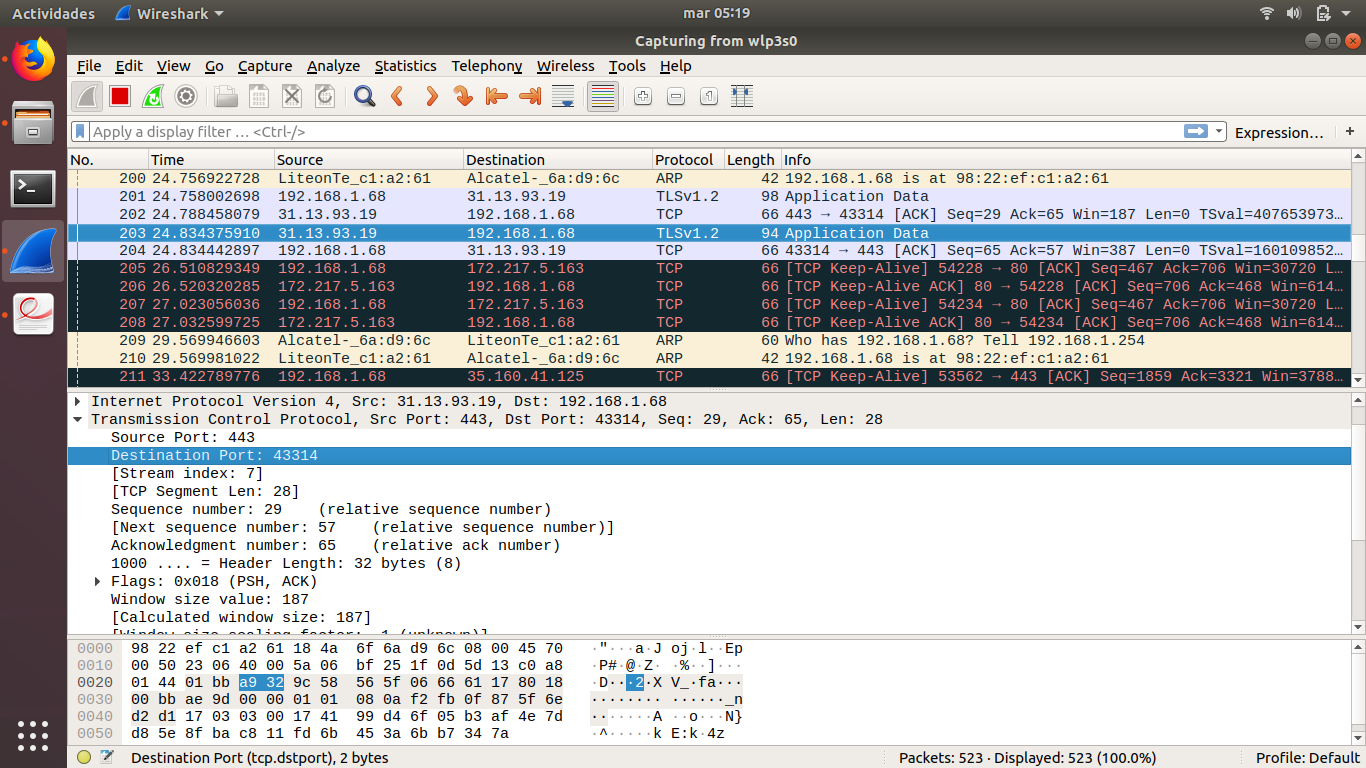 Actividades Wireshark mar 05:19
Capturing from wlp3s0
File Edit View Go Capture Analyze Statistics Telephony Wireless Tools Help
Apply a display filter … <Ctrl-/> Expression… +
No. Time Source Destination Protocol Length Info
200 24.756922728 LiteonTe_c1:a2:61 Alcatel-_6a:d9:6c ARP 42 192.168.1.68 is at 98:22:ef:c1:a2:61
201 24.758002698 192.168.1.68 31.13.93.19 TLSv1.2 98 Application Data
202 24.788458079 31.13.93.19 192.168.1.68 TCP 66 443 → 43314 [ACK] Seq=29 Ack=65 Win=187 Len=0 TSval=407653973…
203 24.834375910 31.13.93.19 192.168.1.68 TLSv1.2 94 Application Data
204 24.834442897 192.168.1.68 31.13.93.19 TCP 66 43314 → 443 [ACK] Seq=65 Ack=57 Win=387 Len=0 TSval=160109852…
205 26.510829349 192.168.1.68 172.217.5.163 TCP 66 [TCP Keep-Alive] 54228 → 80 [ACK] Seq=467 Ack=706 Win=30720 L…
206 26.520320285 172.217.5.163 192.168.1.68 TCP 66 [TCP Keep-Alive ACK] 80 → 54228 [ACK] Seq=706 Ack=468 Win=614…
207 27.023056036 192.168.1.68 172.217.5.163 TCP 66 [TCP Keep-Alive] 54234 → 80 [ACK] Seq=467 Ack=706 Win=30720 L…
208 27.032599725 172.217.5.163 192.168.1.68 TCP 66 [TCP Keep-Alive ACK] 80 → 54234 [ACK] Seq=706 Ack=468 Win=614…
209 29.569946603 Alcatel-_6a:d9:6c LiteonTe_c1:a2:61 ARP 60 Who has 192.168.1.68? Tell 192.168.1.254
210 29.569981022 LiteonTe_c1:a2:61 Alcatel-_6a:d9:6c ARP 42 192.168.1.68 is at 98:22:ef:c1:a2:61
211 33.422789776 192.168.1.68 35.160.41.125 TCP 66 [TCP Keep-Alive] 53562 → 443 [ACK] Seq=1859 Ack=3321 Win=3788…
Internet Protocol Version 4, Src: 31.13.93.19, Dst: 192.168.1.68
Transmission Control Protocol, Src Port: 443, Dst Port: 43314, Seq: 29, Ack: 65, Len: 28
Source Port: 443
Destination Port: 43314
[Stream index: 7]
[TCP Segment Len: 28]
Sequence number: 29 (relative sequence number)
[Next sequence number: 57 (relative sequence number)]
Acknowledgment number: 65 (relative ack number)
1000 .... = Header Length: 32 bytes (8)
Flags: 0x018 (PSH, ACK)
Window size value: 187
[Calculated window size: 187]
[Window size scaling factor: -1 (unknown)]
0000 98 22 ef c1 a2 61 18 4a 6f 6a d9 6c 08 00 45 70 ·"···a·J oj·l··Ep
0010 00 50 23 06 40 00 5a 06 bf 25 1f 0d 5d 13 c0 a8 ·P#·@·Z· ·%··]···
0020 01 44 01 bb a9 32 9c 58 56 5f 06 66 61 17 80 18 ·D···2·X V_·fa···
0030 00 bb ae 9d 00 00 01 01 08 0a f2 fb 0f 87 5f 6e ········ ······_n
0040 d2 d1 17 03 03 00 17 41 99 d4 6f 05 b3 af 4e 7d ·······A ··o···N}
0050 d8 5e 8f ba c8 11 fd 6b 45 3a 6b b7 34 7a ·^·····k E:k·4z
Destination Port (tcp.dstport), 2 bytes Packets: 523 · Displayed: 523 (100.0%) Profile: Default